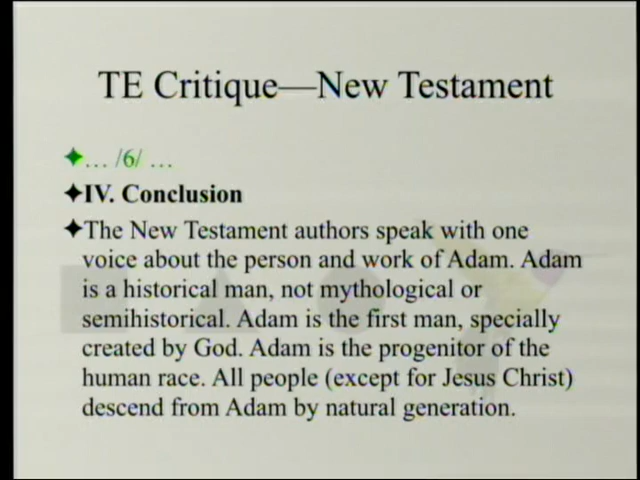 TE Critique—New Testament
✦… /6/ …
✦IV. Conclusion
✦The New Testament authors speak with one
voice about the person and work of Adam. Adam
is a historical man, not mythological or
semihistorical. Adam is the first man, specially
created by God. Adam is the progenitor of the
human race. All people (except for Jesus Christ)
descend from Adam by natural generation.